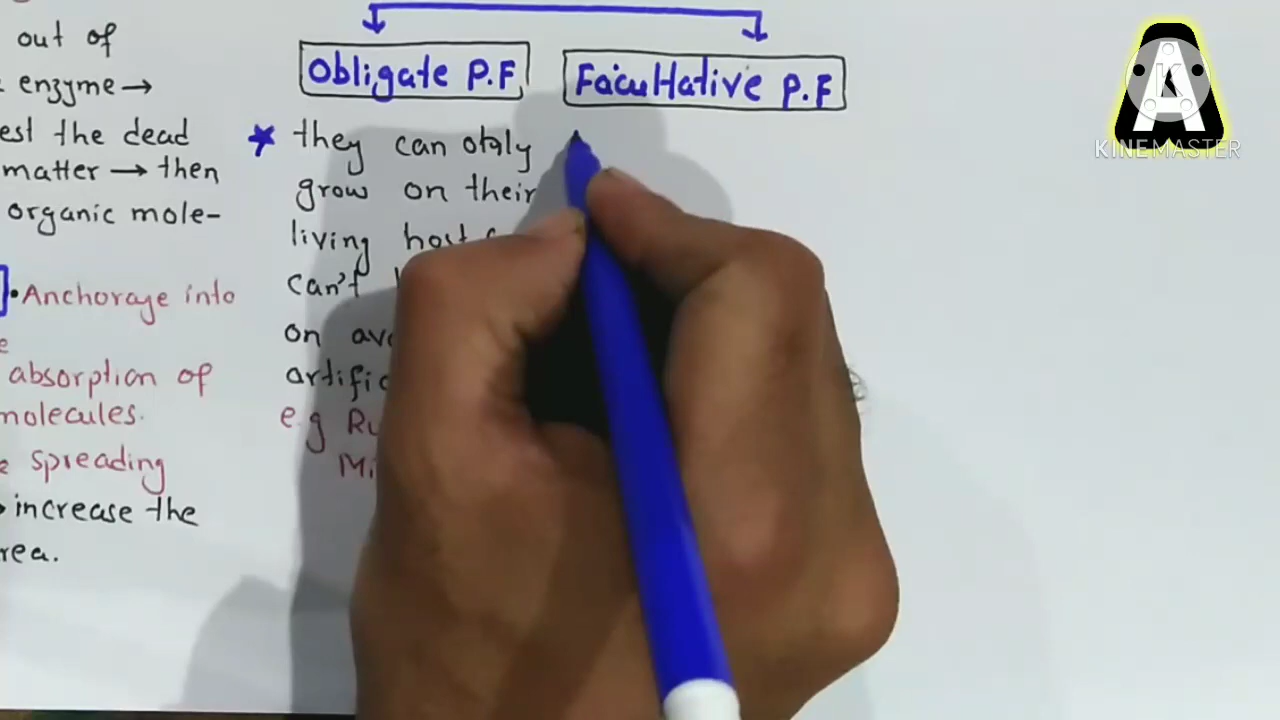 out of
enzyme →
est the dead
matter → then
organic mole-
•Anchorage into
absorption of
molecules.
spreading
increase the
rea.
Obligate P.F
Facultative P.F
★ they can only
grow on their
living host
can't
on
e.g
KINEMASTER